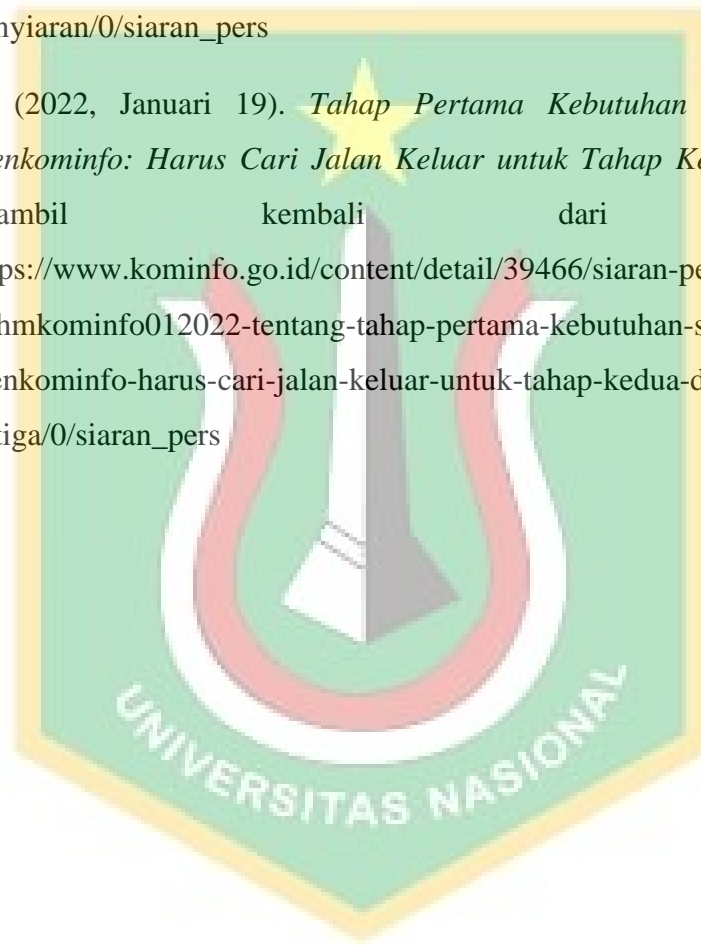 nyiaran/0/siaran_pers
(2022, Januari 19). Tahap Pertama Kebutuhan
enkominfo: Harus Cari Jalan Keluar untuk Tahap Ke
ambil kembali dari
ps://www.kominfo.go.id/content/detail/39466/siaran-pe
hmkominfo012022-tentang-tahap-pertama-kebutuhan-s
enkominfo-harus-cari-jalan-keluar-untuk-tahap-kedua-d
tiga/0/siaran_pers
UNIVERSITAS NASIONAL